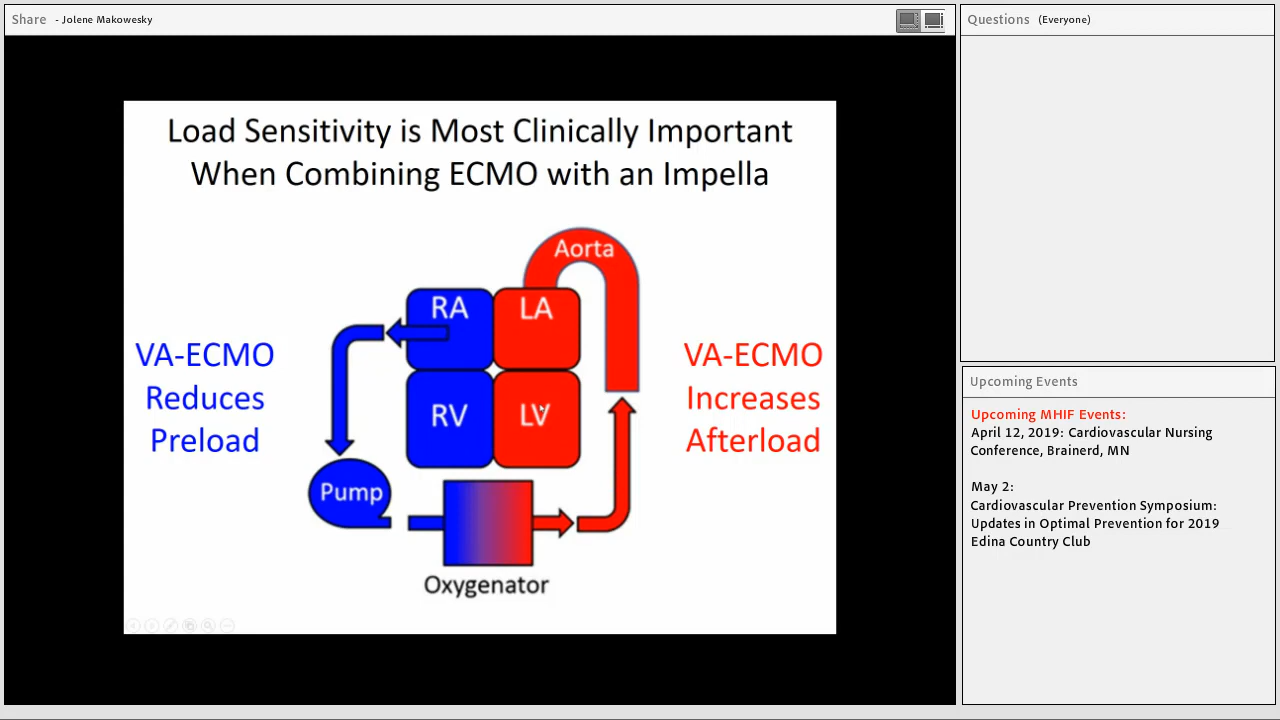 Share - Jolene Makowesky
Questions (Everyone)
Load Sensitivity is Most Clinically Important
When Combining ECMO with an Impella
Aorta
RA
LA
VA-ECMO
Reduces
Preload
RV
LV
VA-ECMO
Increases
Afterload
Pump
Oxygenator
Upcoming Events
Upcoming MHIF Events:
April 12, 2019: Cardiovascular Nursing
Conference, Brainerd, MN
May 2:
Cardiovascular Prevention Symposium:
Updates in Optimal Prevention for 2019
Edina Country Club